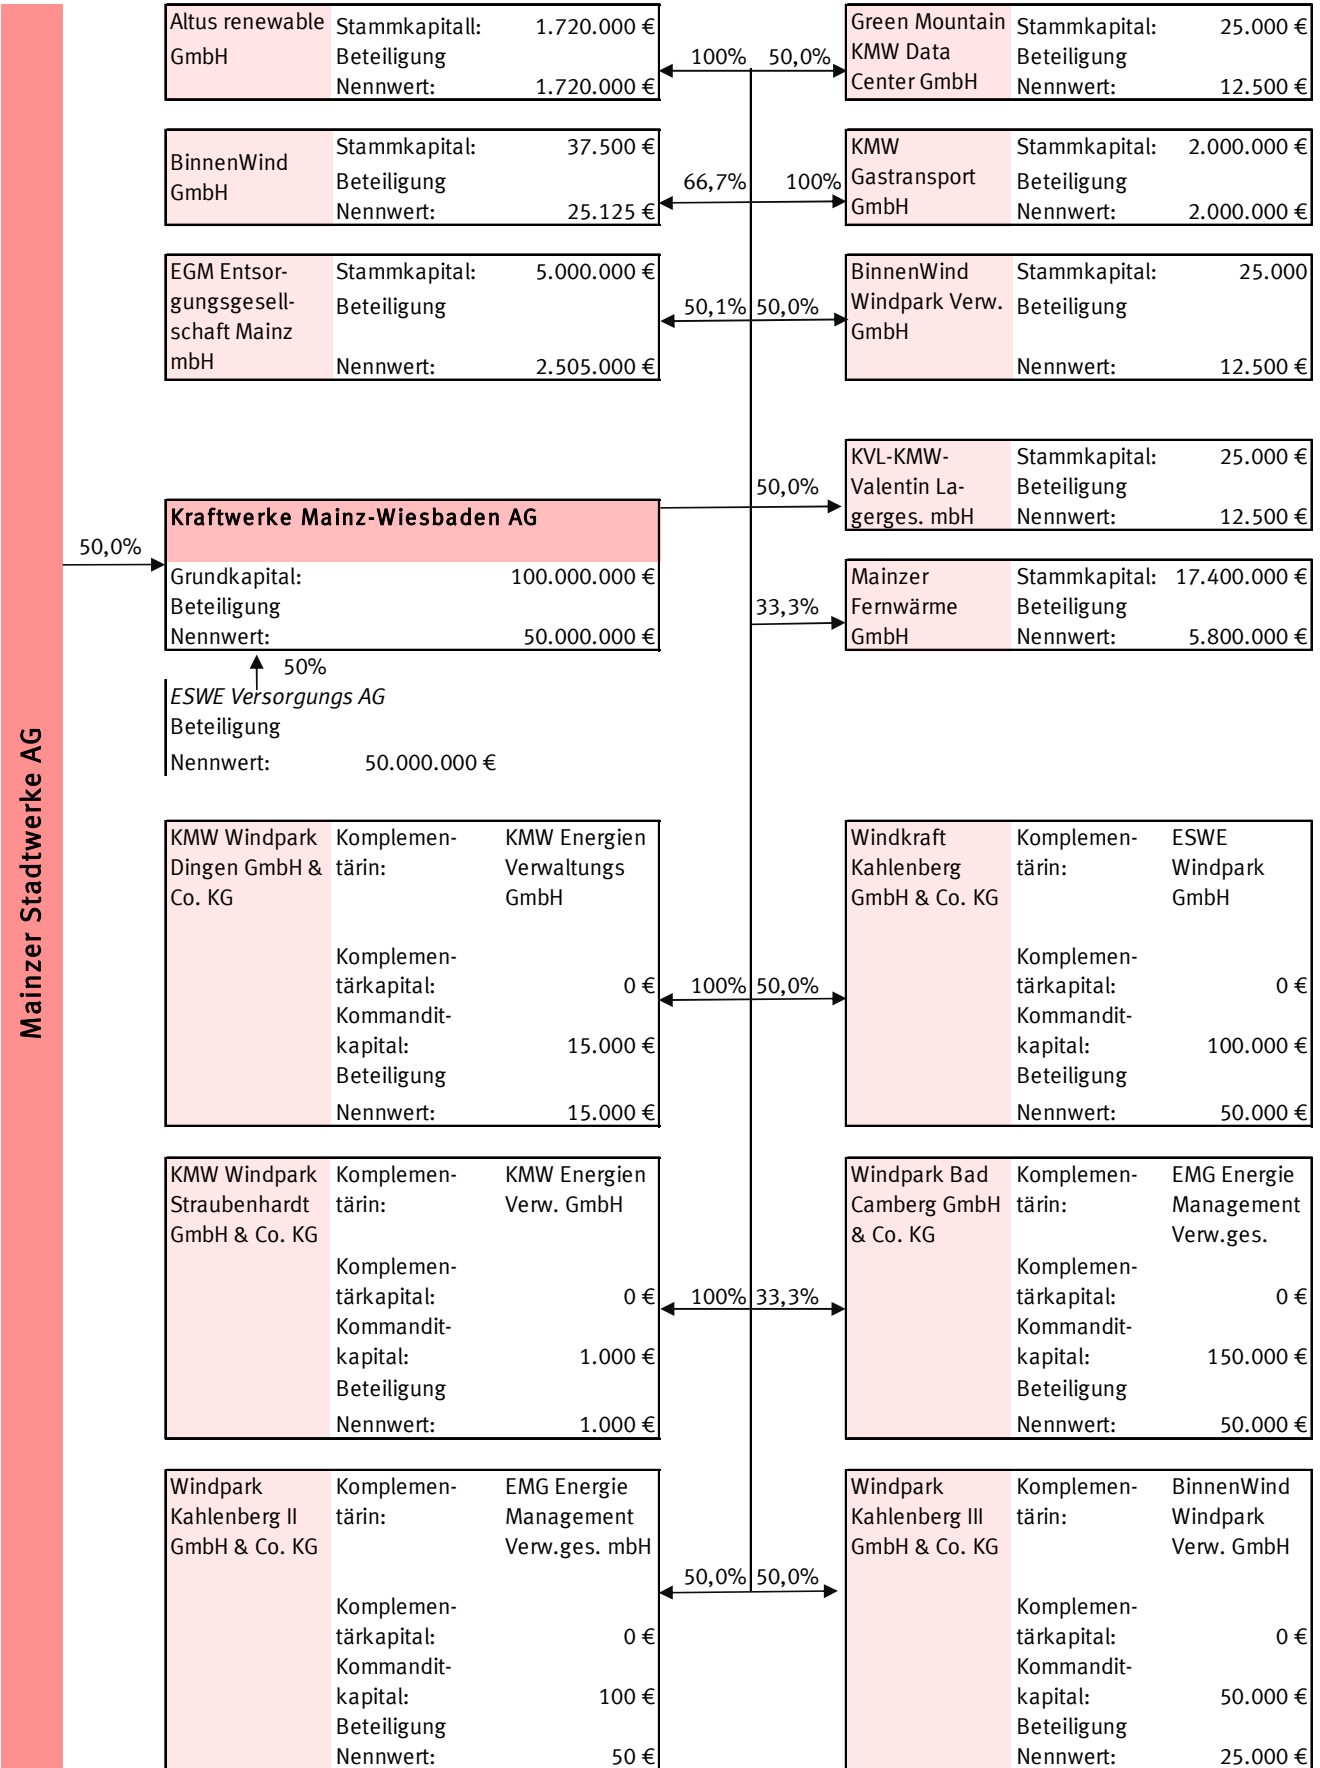 Mainzer Stadtwerke AG
Altus renewable Stammkapitall: 1.720.000 €
GmbH Beteiligung
Nennwert: 1.720.000 €
100% 50,0%
Green Mountain Stammkapital: 25.000 €
KMW Data Beteiligung
Center GmbH Nennwert: 12.500 €
BinnenWind Stammkapital: 37.500 €
GmbH Beteiligung
Nennwert: 25.125 €
66,7% 100%
KMW Stammkapital: 2.000.000 €
Gastransport Beteiligung
GmbH Nennwert: 2.000.000 €
EGM Entsor- Stammkapital: 5.000.000 €
gungsgesell- Beteiligung
schaft Mainz
mbH Nennwert: 2.505.000 €
50,1% 50,0%
BinnenWind Stammkapital: 25.000
Windpark Verw. Beteiligung
GmbH
Nennwert: 12.500 €
KVL-KMW- Stammkapital: 25.000 €
Valentin La- Beteiligung
gerges. mbH Nennwert: 12.500 €
50,0%
Kraftwerke Mainz-Wiesbaden AG
50,0%
Grundkapital: 100.000.000 €
Beteiligung
Nennwert: 50.000.000 €
Mainzer Stammkapital: 17.400.000 €
Fernwärme Beteiligung
GmbH Nennwert: 5.800.000 €
33,3%
50%
ESWE Versorgungs AG
Beteiligung
Nennwert: 50.000.000 €
KMW Windpark Komplemen- KMW Energien
Dingen GmbH & tärin: Verwaltungs
Co. KG GmbH
Komplemen-
tärkapital: 0 €
Kommandit-
kapital: 15.000 €
Beteiligung
Nennwert: 15.000 €
100% 50,0%
Windkraft Komplemen- ESWE
Kahlenberg tärin: Windpark
GmbH & Co. KG GmbH
Komplemen-
tärkapital: 0 €
Kommandit-
kapital: 100.000 €
Beteiligung
Nennwert: 50.000 €
KMW Windpark Komplemen- KMW Energien
Straubenhardt tärin: Verw. GmbH
GmbH & Co. KG
Komplemen-
tärkapital: 0 €
Kommandit-
kapital: 1.000 €
Beteiligung
Nennwert: 1.000 €
100% 33,3%
Windpark Bad Komplemen- EMG Energie
Camberg GmbH tärin: Management
& Co. KG Verw.ges.
Komplemen-
tärkapital: 0 €
Kommandit-
kapital: 150.000 €
Beteiligung
Nennwert: 50.000 €
Windpark Komplemen- EMG Energie
Kahlenberg II tärin: Management
GmbH & Co. KG Verw.ges. mbH
Komplemen-
tärkapital: 0 €
Kommandit-
kapital: 100 €
Beteiligung
Nennwert: 50 €
50,0% 50,0%
Windpark Komplemen- BinnenWind
Kahlenberg III tärin: Windpark
GmbH & Co. KG Verw. GmbH
Komplemen-
tärkapital: 0 €
Kommandit-
kapital: 50.000 €
Beteiligung
Nennwert: 25.000 €